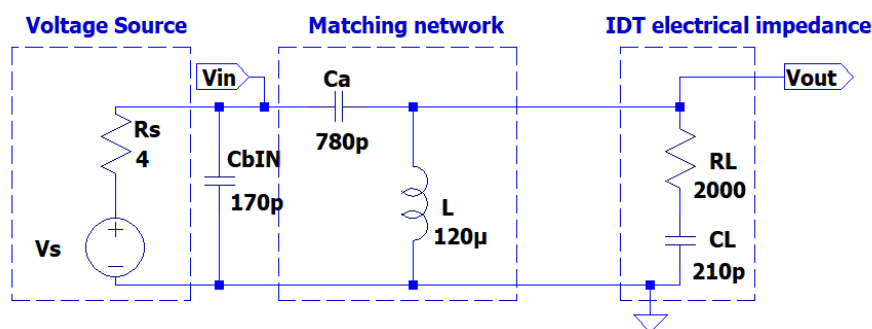 Voltage Source
Matching network
IDT electrical impedance
Vin
Ca
Vout
Rs
4
CbIN
170p
780p
RL
2000
L
120µ
Vs
+
−
CL
210p